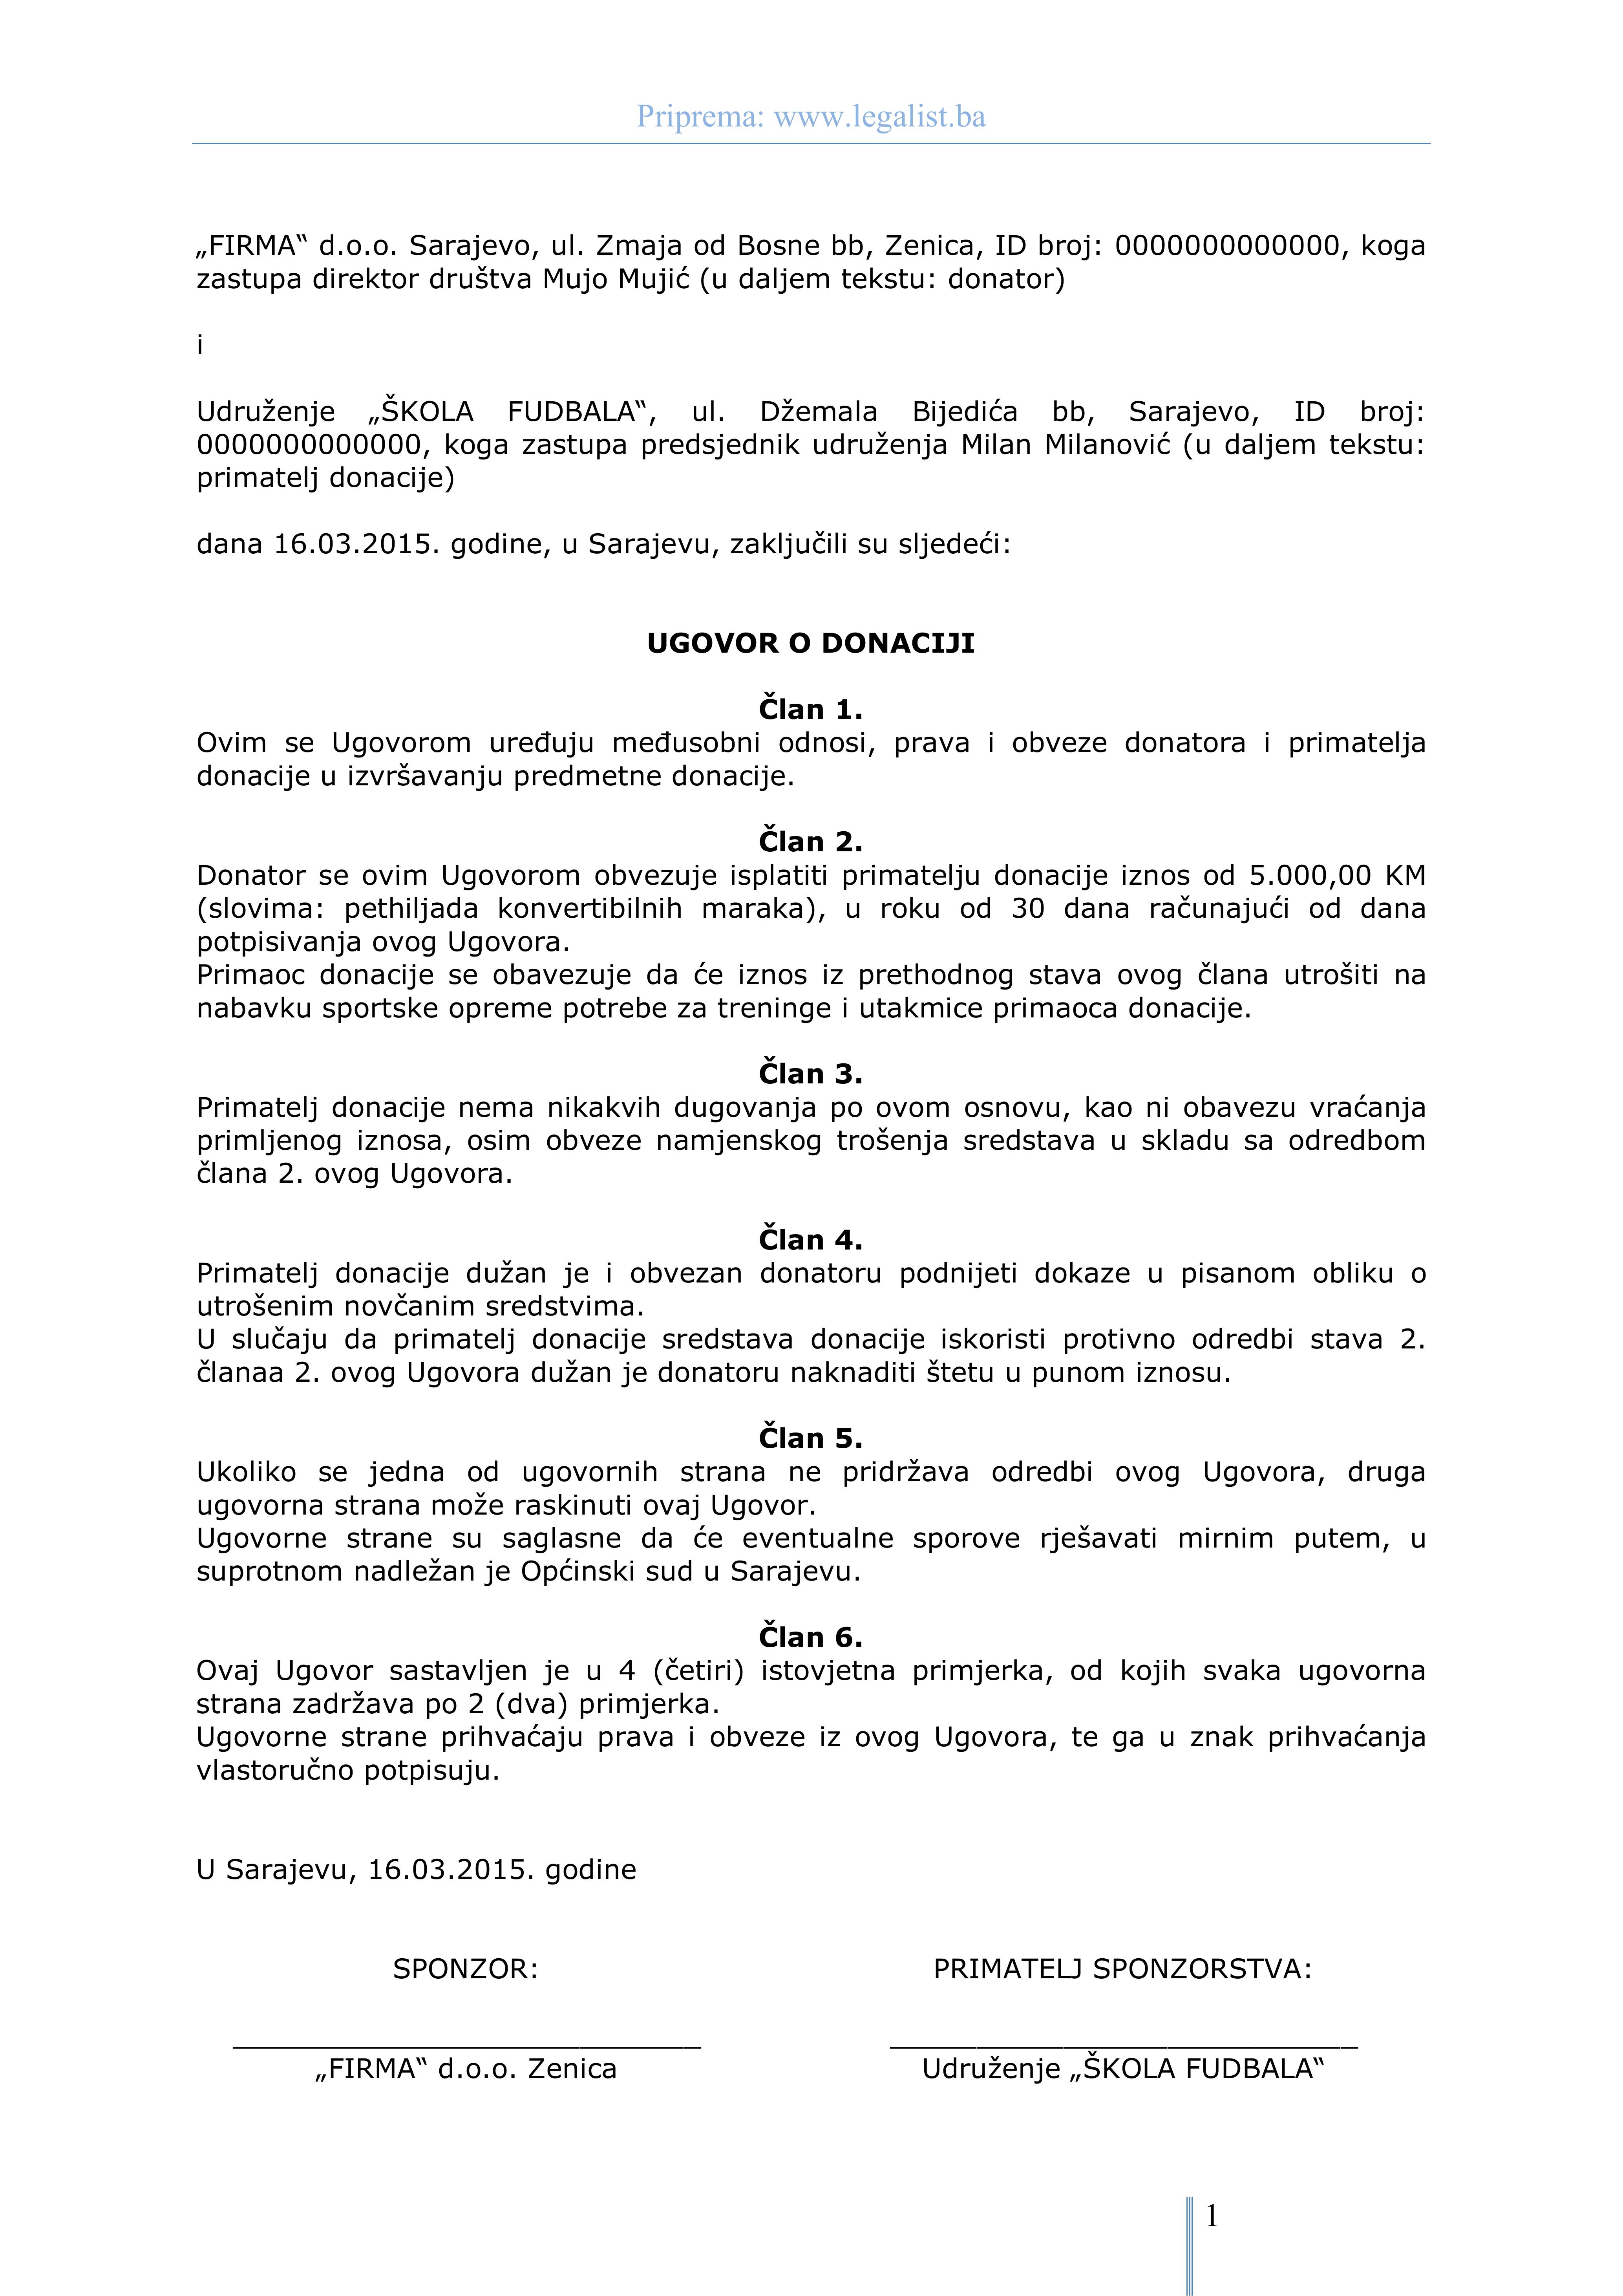 Priprema: www.legalist.ba
„FIRMA“ d.o.o. Sarajevo, ul. Zmaja od Bosne bb, Zenica, ID broj: 0000000000000, koga
zastupa direktor društva Mujo Mujić (u daljem tekstu: donator)
i
Udruženje „ŠKOLA FUDBALA“, ul. Džemala Bijedića bb, Sarajevo, ID broj:
0000000000000, koga zastupa predsjednik udruženja Milan Milanović (u daljem tekstu:
primatelj donacije)
dana 16.03.2015. godine, u Sarajevu, zaključili su sljedeći:
UGOVOR O DONACIJI
Član 1.
Ovim se Ugovorom uređuju međusobni odnosi, prava i obveze donatora i primatelja
donacije u izvršavanju predmetne donacije.
Član 2.
Donator se ovim Ugovorom obvezuje isplatiti primatelju donacije iznos od 5.000,00 KM
(slovima: pethiljada konvertibilnih maraka), u roku od 30 dana računajući od dana
potpisivanja ovog Ugovora.
Primaoc donacije se obavezuje da će iznos iz prethodnog stava ovog člana utrošiti na
nabavku sportske opreme potrebe za treninge i utakmice primaoca donacije.
Član 3.
Primatelj donacije nema nikakvih dugovanja po ovom osnovu, kao ni obavezu vraćanja
primljenog iznosa, osim obveze namjenskog trošenja sredstava u skladu sa odredbom
člana 2. ovog Ugovora.
Član 4.
Primatelj donacije dužan je i obvezan donatoru podnijeti dokaze u pisanom obliku o
utrošenim novčanim sredstvima.
U slučaju da primatelj donacije sredstava donacije iskoristi protivno odredbi stava 2.
članaa 2. ovog Ugovora dužan je donatoru naknaditi štetu u punom iznosu.
Član 5.
Ukoliko se jedna od ugovornih strana ne pridržava odredbi ovog Ugovora, druga
ugovorna strana može raskinuti ovaj Ugovor.
Ugovorne strane su saglasne da će eventualne sporove rješavati mirnim putem, u
suprotnom nadležan je Općinski sud u Sarajevu.
Član 6.
Ovaj Ugovor sastavljen je u 4 (četiri) istovjetna primjerka, od kojih svaka ugovorna
strana zadržava po 2 (dva) primjerka.
Ugovorne strane prihvaćaju prava i obveze iz ovog Ugovora, te ga u znak prihvaćanja
vlastoručno potpisuju.
U Sarajevu, 16.03.2015. godine
SPONZOR: PRIMATELJ SPONZORSTVA:
„FIRMA“ d.o.o. Zenica Udruženje „ŠKOLA FUDBALA“
1